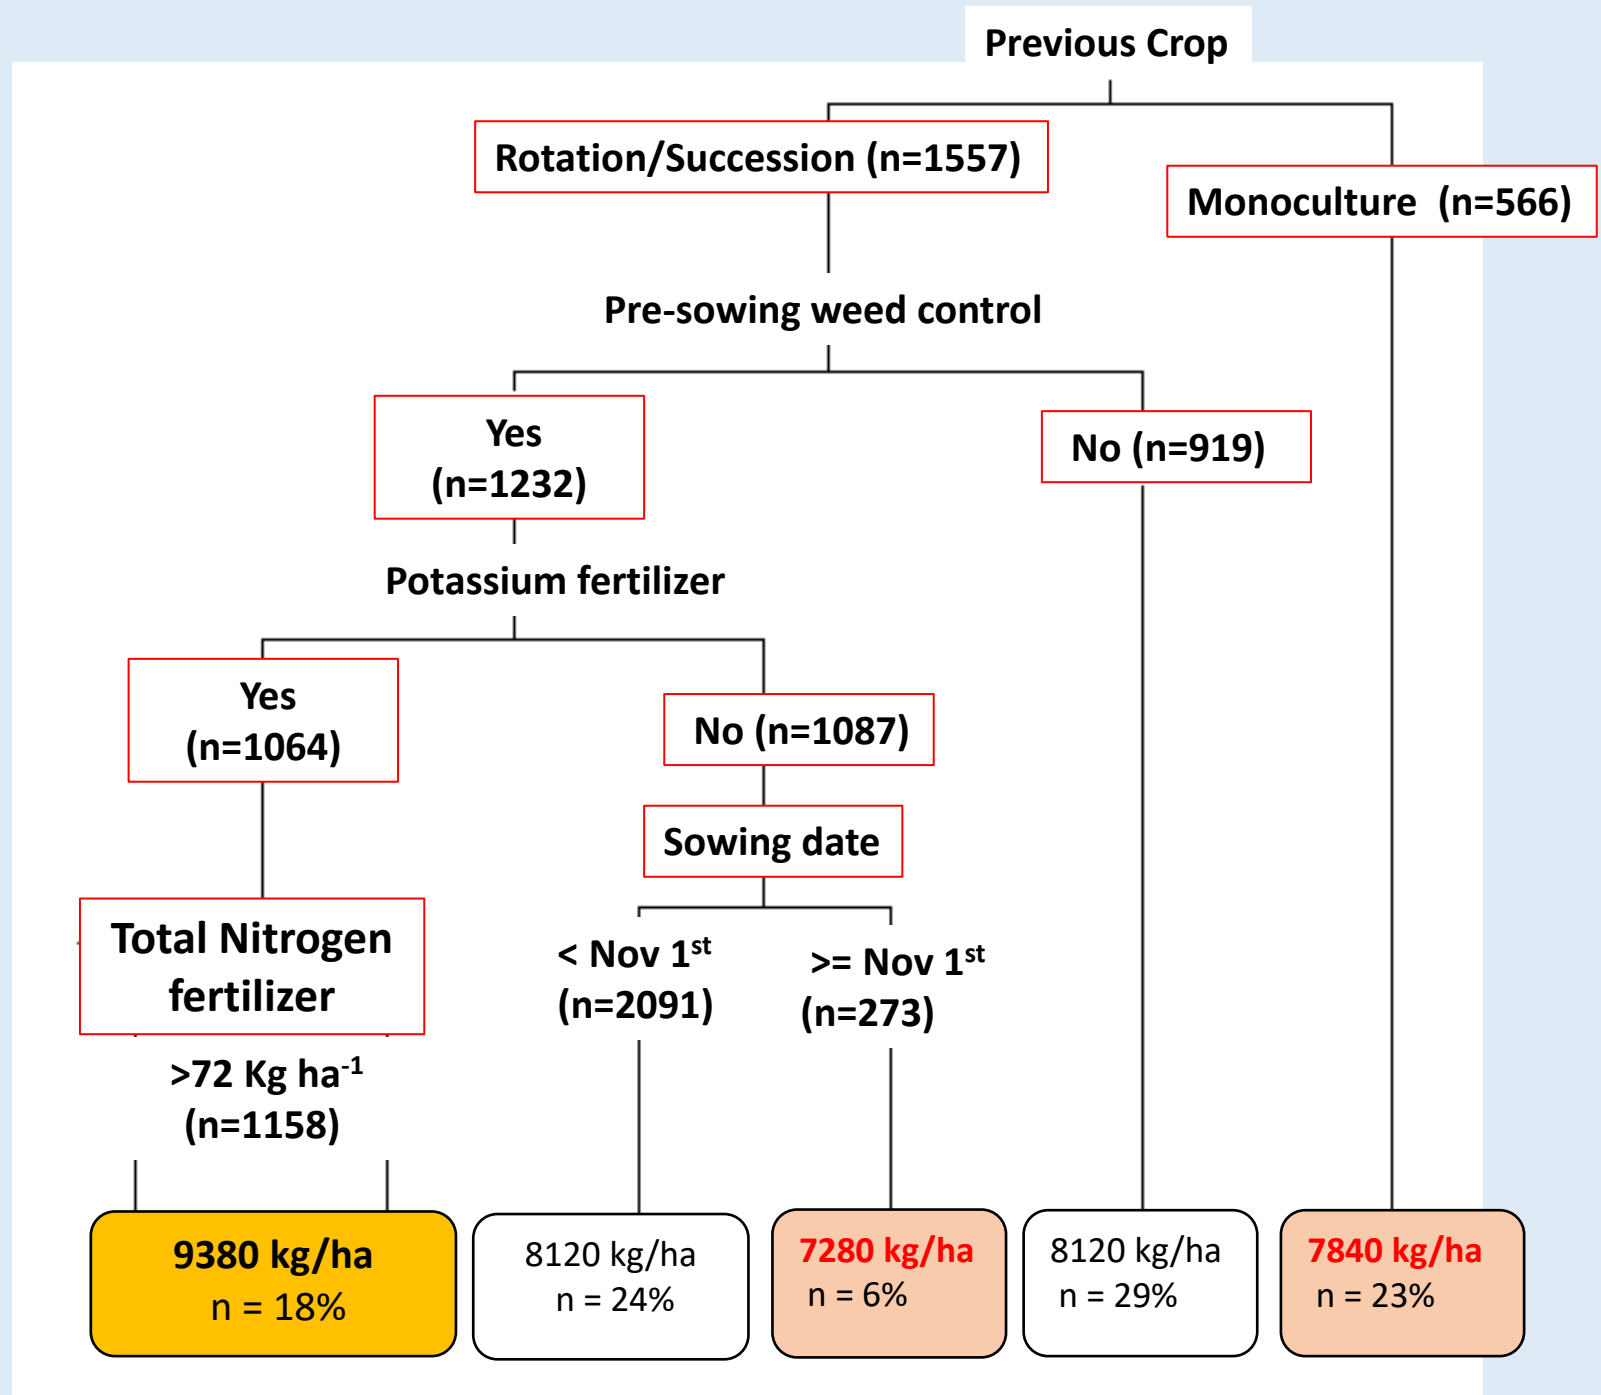 Previous Crop
Rotation/Succession (n=1557)
Monoculture (n=566)
Pre-sowing weed control
Yes
(n=1232)
No (n=919)
Potassium fertilizer
Yes
(n=1064)
No (n=1087)
Sowing date
Total Nitrogen
fertilizer
< Nov 1st
(n=2091)
>= Nov 1st
(n=273)
>72 Kg ha-1
(n=1158)
9380 kg/ha
n = 18%
8120 kg/ha
n = 24%
7280 kg/ha
n = 6%
8120 kg/ha
n = 29%
7840 kg/ha
n = 23%